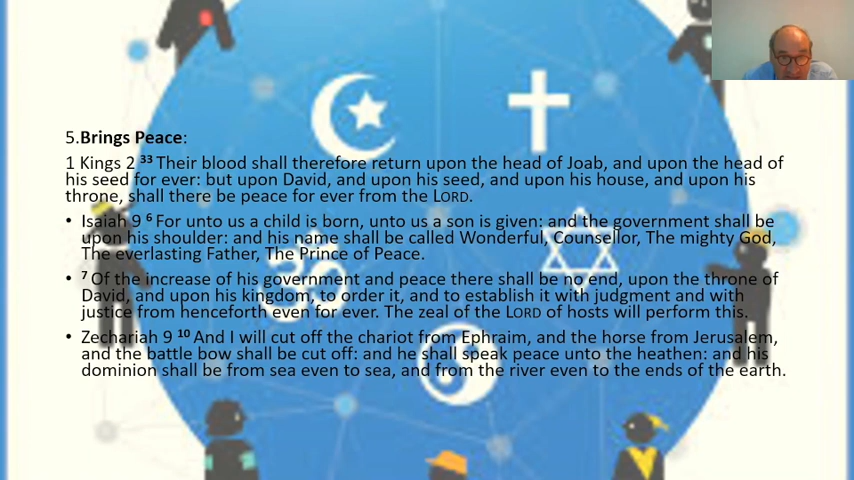 5.Brings Peace:
1 Kings 2 33 Their blood shall therefore return upon the head of Joab, and upon the head of
his seed for ever: but upon David, and upon his seed, and upon his house, and upon his
throne, shall there be peace for ever from the LORD.
• Isaiah 9 6 For unto us a child is born, unto us a son is given: and the government shall be
upon his shoulder: and his name shall be called Wonderful, Counsellor, The mighty God,
The everlasting Father, The Prince of Peace.
• 7 Of the increase of his government and peace there shall be no end, upon the throne of
David, and upon his kingdom, to order it, and to establish it with judgment and with
justice from henceforth even for ever. The zeal of the LORD of hosts will perform this.
• Zechariah 9 10 And I will cut off the chariot from Ephraim, and the horse from Jerusalem,
and the battle bow shall be cut off: and he shall speak peace unto the heathen: and his
dominion shall be from sea even to sea, and from the river even to the ends of the earth.